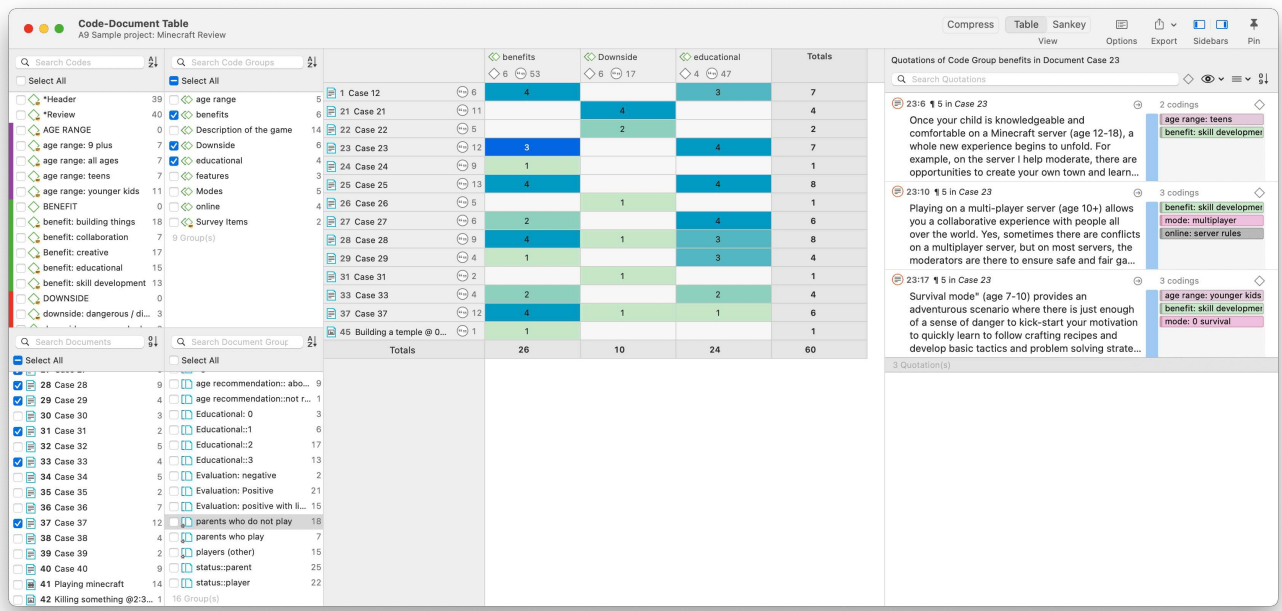 Code-Document Table
A9 Sample project: Minecraft Review
Compress
Table
Sankey
View
Options
Export
Sidebars
Pin
Search Codes
Select All
*Header 39
*Review 40
AGE RANGE 0
age range: 9 plus 7
age range: all ages 7
age range: teens 7
age range: younger kids 11
BENEFIT 0
benefit: building things 18
benefit: collaboration 7
Benefit: creative 17
benefit: educational 15
benefit: skill development 13
DOWNSIDE 0
downside: dangerous / di... 3
Search Code Groups
Select All
age range 5
benefits 6
Description of the game 14
Downside 6
educational 4
features 3
Modes 5
online 4
Survey Items 2
9 Group(s)
Search Documents
Select All
28 Case 28 9
29 Case 29 4
30 Case 30 3
31 Case 31 2
32 Case 32 5
33 Case 33 4
34 Case 34 5
35 Case 35 2
36 Case 36 7
37 Case 37 12
38 Case 38 4
39 Case 39 2
40 Case 40 9
41 Playing minecraft 14
42 Killing something @2:3... 1
Search Document Group
Select All
age recommendation:: abo... 9
age recommendation::not r... 1
Educational: 0 3
Educational::1 6
Educational::2 17
Educational::3 13
Evaluation: negative 2
Evaluation: Positive 21
Evaluation: positive with li... 15
parents who do not play 18
parents who play 7
players (other) 15
status::parent 25
status::player 22
16 Group(s)
benefits Downside educational Totals
6 53 6 17 4 47
1 Case 12 6 4 3 7
21 Case 21 11 4 4
22 Case 22 5 2 2
23 Case 23 12 3 4 7
24 Case 24 9 1 1
25 Case 25 13 4 4 8
26 Case 26 5 1 1
27 Case 27 6 2 4 6
28 Case 28 9 4 1 3 8
29 Case 29 4 1 3 4
31 Case 31 2 1 1
33 Case 33 4 2 2 4
37 Case 37 12 4 1 1 6
45 Building a temple @ 0... 1 1 1
Totals 26 10 24 60
Quotations of Code Group benefits in Document Case 23
Search Quotations
23:6 ¶ 5 in Case 23
Once your child is knowledgeable and
comfortable on a Minecraft server (age 12-18), a
whole new experience begins to unfold. For
example, on the server I help moderate, there are
opportunities to create your own town and learn...
2 codings
age range: teens
benefit: skill developmer
23:10 ¶ 5 in Case 23
Playing on a multi-player server (age 10+) allows
you a collaborative experience with people all
over the world. Yes, sometimes there are conflicts
on a multiplayer server, but on most servers, the
moderators are there to ensure safe and fair ga...
3 codings
benefit: skill developmer
mode: multiplayer
online: server rules
23:17 ¶ 5 in Case 23
Survival mode" (age 7-10) provides an
adventurous scenario where there is just enough
of a sense of danger to kick-start your motivation
to quickly learn to follow crafting recipes and
develop basic tactics and problem solving strate...
3 codings
age range: younger kids
benefit: skill developmer
mode: 0 survival
3 Quotation(s)